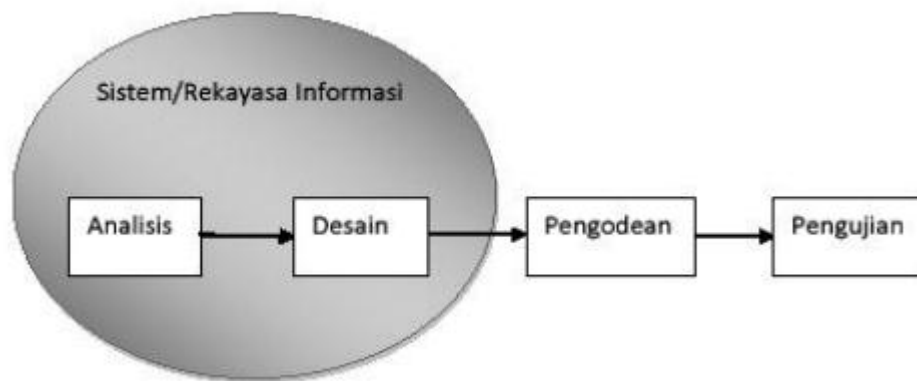 Sistem/Rekayasa Informasi
Analisis
Desain
Pengodean
Pengujian